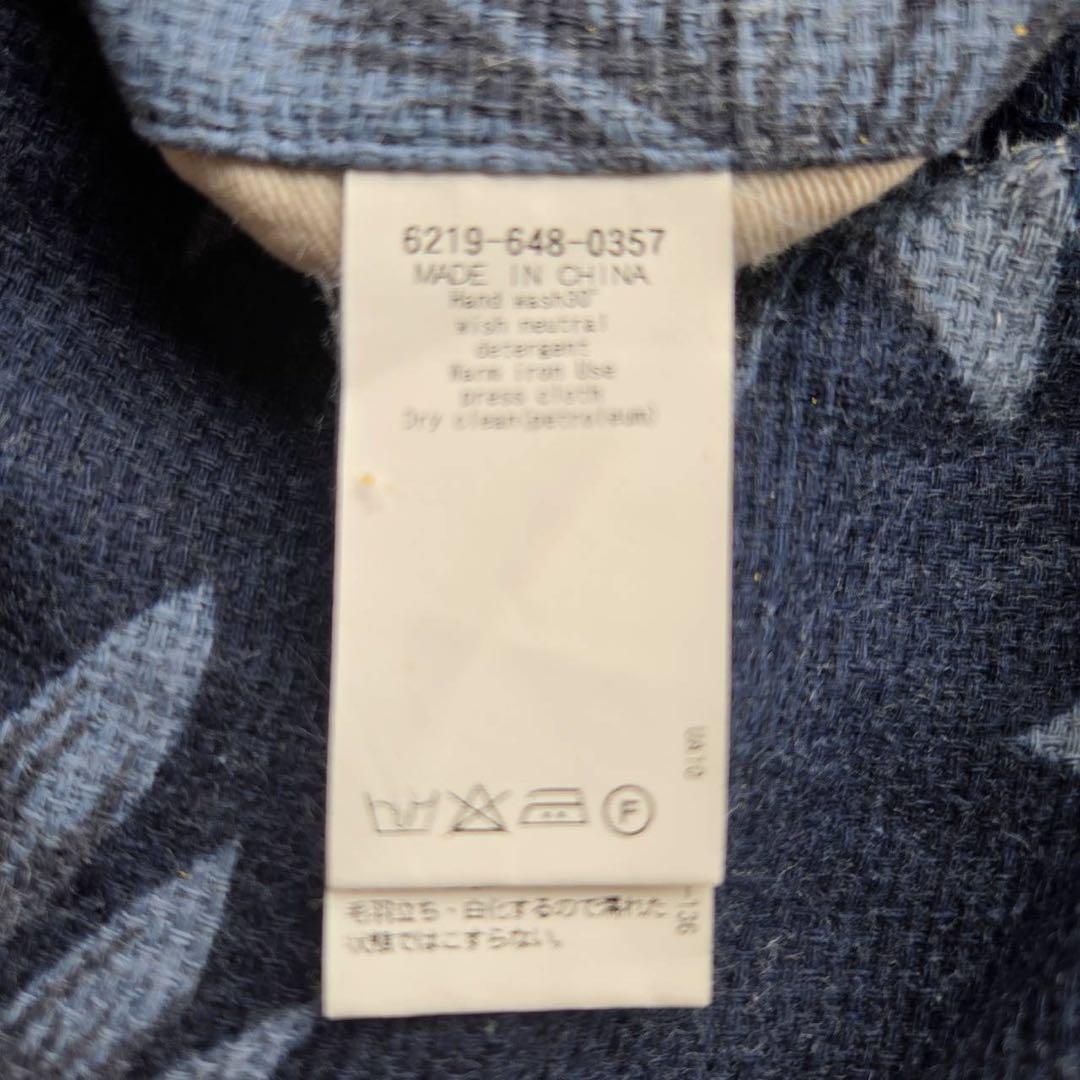 6219-648-0357
MADE IN CHINA
Hand wash30°
wish neutral
detergent
Warm iron Use
press cloth
Dry clean(petroleum)
UA10
F
毛羽立ち・白化するので濡れた
状態ではこすらない。
-136